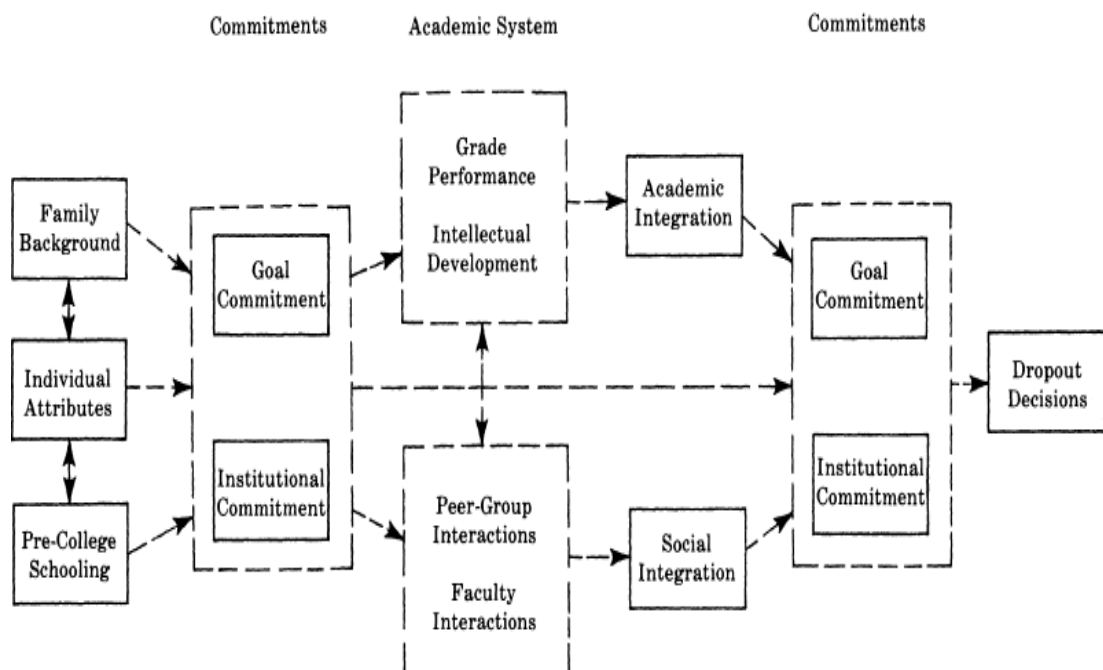 Commitments
Academic System
Commitments
Family
Background
Individual
Attributes
Pre-College
Schooling
Goal
Commitment
Institutional
Commitment
Grade
Performance
Intellectual
Development
Peer-Group
Interactions
Faculty
Interactions
Academic
Integration
Social
Integration
Goal
Commitment
Institutional
Commitment
Dropout
Decisions